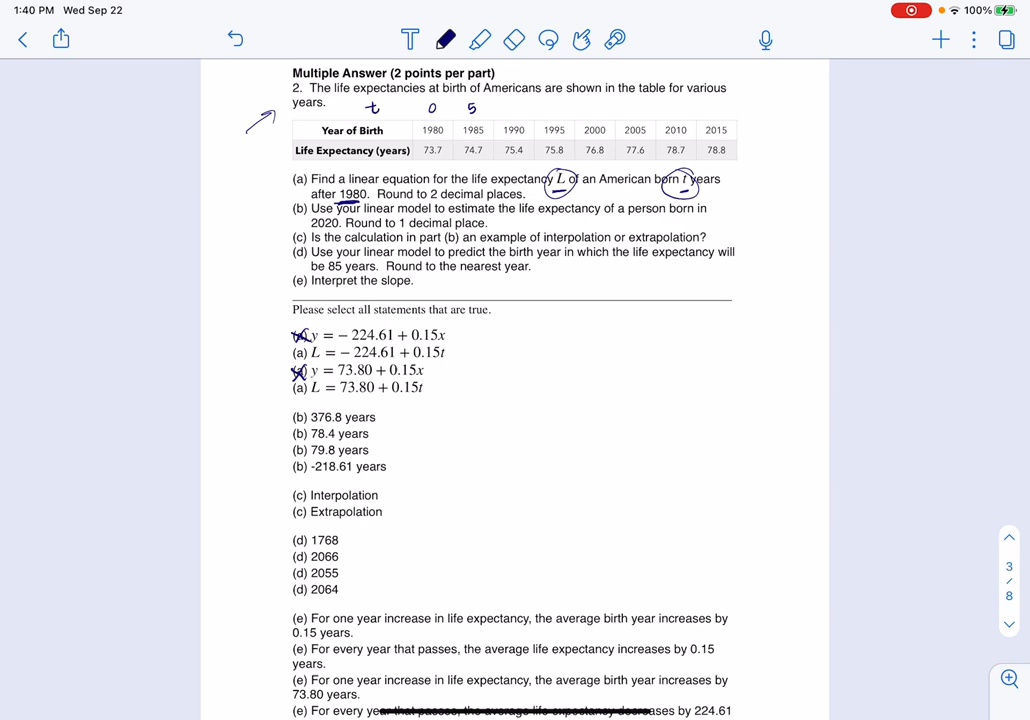 1:40 PM Wed Sep 22
100%
Multiple Answer (2 points per part)
2. The life expectancies at birth of Americans are shown in the table for various
years.
t 0 5
Year of Birth 1980 1985 1990 1995 2000 2005 2010 2015
Life Expectancy (years) 73.7 74.7 75.4 75.8 76.8 77.6 78.7 78.8
(a) Find a linear equation for the life expectancy L of an American born t years
after 1980. Round to 2 decimal places.
(b) Use your linear model to estimate the life expectancy of a person born in
2020. Round to 1 decimal place.
(c) Is the calculation in part (b) an example of interpolation or extrapolation?
(d) Use your linear model to predict the birth year in which the life expectancy will
be 85 years. Round to the nearest year.
(e) Interpret the slope.
Please select all statements that are true.
(a) y = − 224.61 + 0.15x
(a) L = − 224.61 + 0.15t
(a) y = 73.80 + 0.15x
(a) L = 73.80 + 0.15t
(b) 376.8 years
(b) 78.4 years
(b) 79.8 years
(b) -218.61 years
(c) Interpolation
(c) Extrapolation
(d) 1768
(d) 2066
(d) 2055
(d) 2064
(e) For one year increase in life expectancy, the average birth year increases by
0.15 years.
(e) For every year that passes, the average life expectancy increases by 0.15
years.
(e) For one year increase in life expectancy, the average birth year increases by
73.80 years.
(e) For every year that passes, the average life expectancy decreases by 224.61
3
/
8